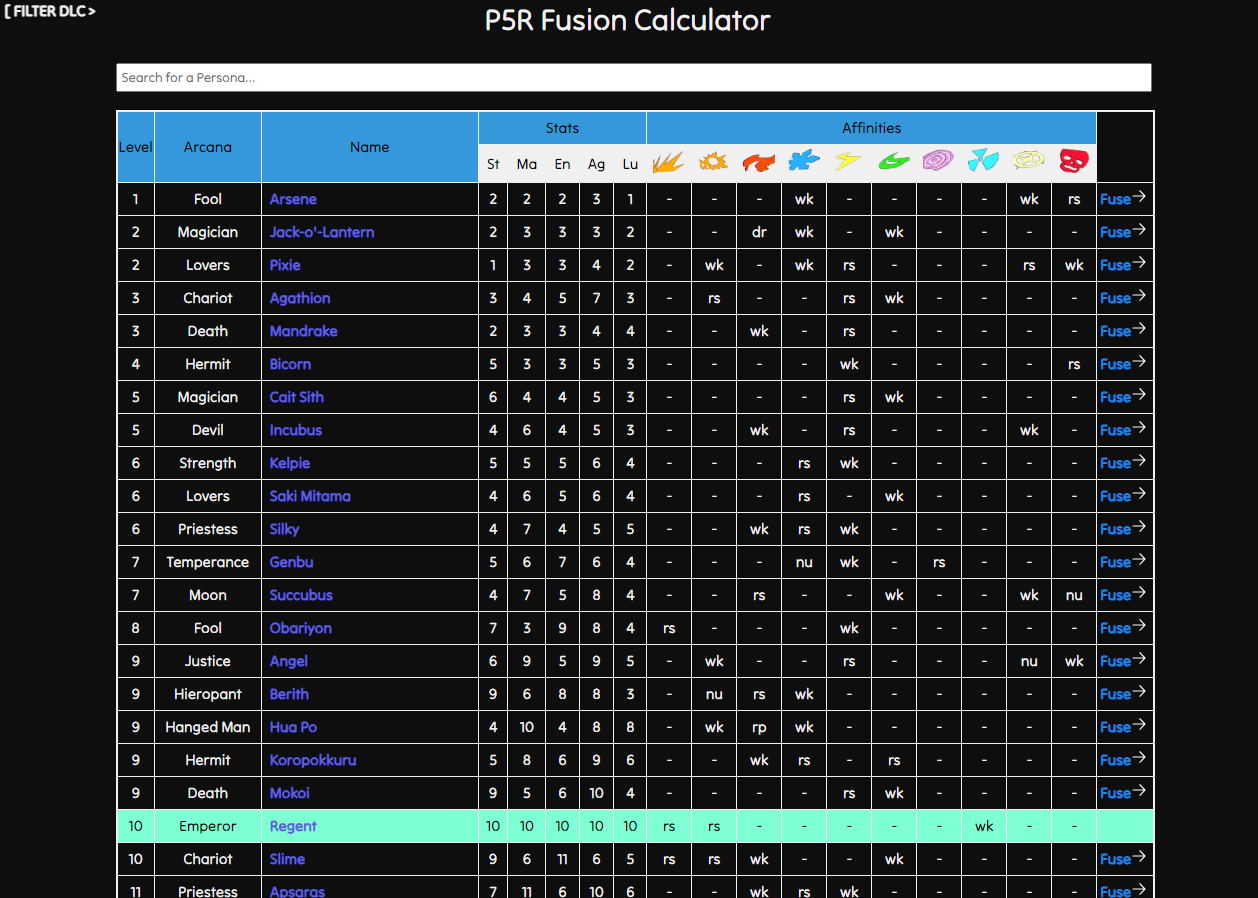 [ FILTER DLC >
P5R Fusion Calculator
Search for a Persona...
Level Arcana Name Stats Affinities
St Ma En Ag Lu
1 Fool Arsene 2 2 2 3 1 - - - wk - - - - wk rs Fuse→
2 Magician Jack-o'-Lantern 2 3 3 3 2 - - dr wk - wk - - - - Fuse→
2 Lovers Pixie 1 3 3 4 2 - wk - wk rs - - - rs wk Fuse→
3 Chariot Agathion 3 4 5 7 3 - rs - - rs wk - - - - Fuse→
3 Death Mandrake 2 3 3 4 4 - - wk - rs - - - - - Fuse→
4 Hermit Bicorn 5 3 3 5 3 - - - - wk - - - - rs Fuse→
5 Magician Cait Sith 6 4 4 5 3 - - - - rs wk - - - - Fuse→
5 Devil Incubus 4 6 4 5 3 - - wk - rs - - - wk - Fuse→
6 Strength Kelpie 5 5 5 6 4 - - - rs wk - - - - - Fuse→
6 Lovers Saki Mitama 4 6 5 6 4 - - - rs - wk - - - - Fuse→
6 Priestess Silky 4 7 4 5 5 - - wk rs wk - - - - - Fuse→
7 Temperance Genbu 5 6 7 6 4 - - - nu wk - rs - - - Fuse→
7 Moon Succubus 4 7 5 8 4 - - rs - - wk - - wk nu Fuse→
8 Fool Obariyon 7 3 9 8 4 rs - - - wk - - - - - Fuse→
9 Justice Angel 6 9 5 9 5 - wk - - rs - - - nu wk Fuse→
9 Hieropant Berith 9 6 8 8 3 - nu rs wk - - - - - - Fuse→
9 Hanged Man Hua Po 4 10 4 8 8 - wk rp wk - - - - - - Fuse→
9 Hermit Koropokkuru 5 8 6 9 6 - - wk rs - rs - - - - Fuse→
9 Death Mokoi 9 5 6 10 4 - - - - rs wk - - - - Fuse→
10 Emperor Regent 10 10 10 10 10 rs rs - - - - - wk - -
10 Chariot Slime 9 6 11 6 5 rs rs wk - - wk - - - - Fuse→
11 Priestess Apsaras 7 11 6 10 6 - - wk rs wk - - - - - Fuse→